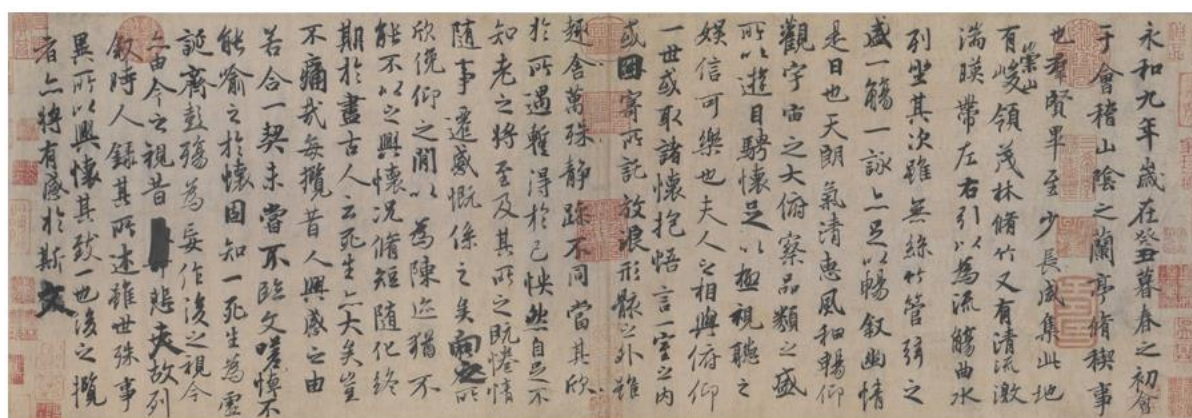 永和九年歲在癸丑暮春之初會
于會稽山陰之蘭亭脩稧事
也羣賢畢至少長咸集此地
有崇山峻領茂林脩竹又有清流激
湍暎帶左右引以為流觴曲水
列坐其次雖無絲竹管弦之
盛一觴一詠亦足以暢敘幽情
是日也天朗氣清惠風和暢仰
觀宇宙之大俯察品類之盛
所以遊目騁懷足以極視聽之
娛信可樂也夫人之相與俯仰
一世或取諸懷抱悟言一室之內
或因寄所託放浪形骸之外雖
趣舍萬殊靜躁不同當其欣
於所遇暫得於己怏然自足不
知老之將至及其所之既惓情
隨事遷感慨係之矣向之所
欣俛仰之閒以為陳迹猶不
能不以之興懷況脩短隨化終
期於盡古人云死生亦大矣豈
不痛哉每攬昔人興感之由
若合一契未嘗不臨文嗟悼不
能喻之於懷固知一死生為虛
誕齊彭殤為妄作後之視今
亦由今之視昔悲夫故列
敘時人錄其所述雖世殊事
異所以興懷其致一也後之攬
者亦將有感於斯文